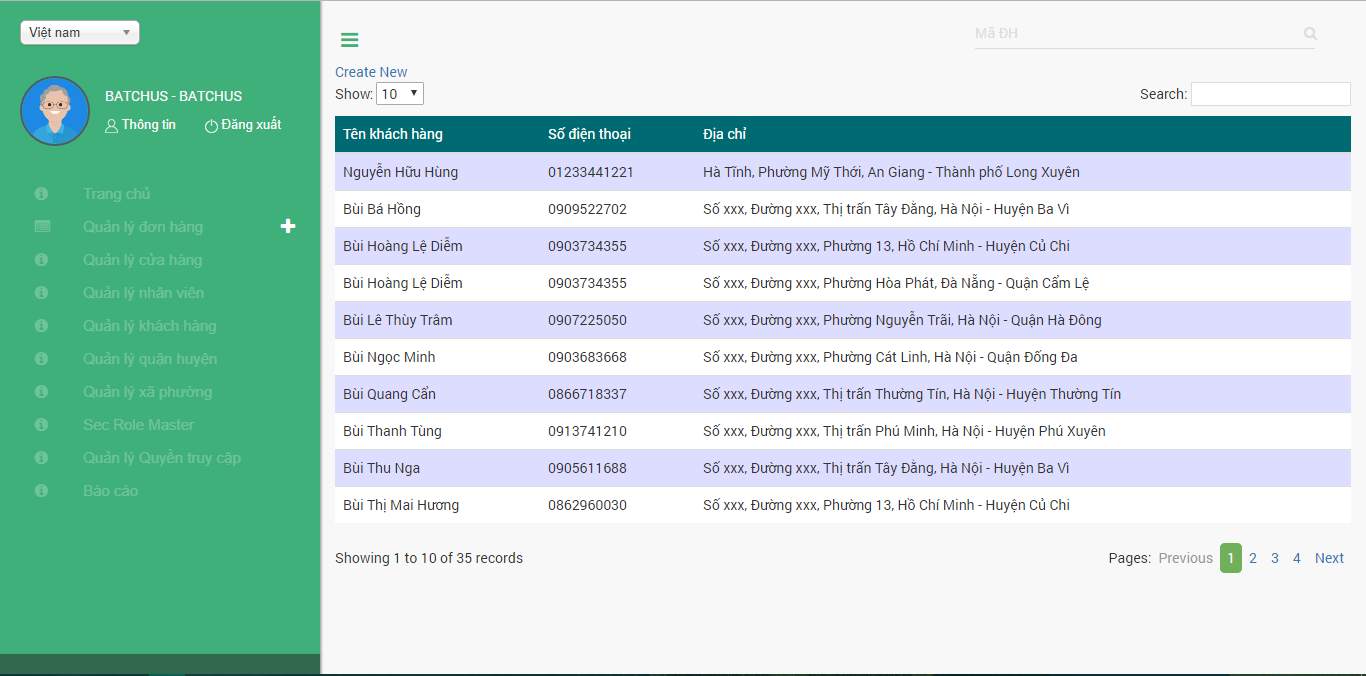 Việt nam
BATCHUS - BATCHUS
Thông tin Đăng xuất
Trang chủ
Quản lý đơn hàng
Quản lý cửa hàng
Quản lý nhân viên
Quản lý khách hàng
Quản lý quận huyện
Quản lý xã phường
Sec Role Master
Quản lý Quyền truy cập
Báo cáo
Mã ĐH
Create New
Show: 10 Search:
Tên khách hàng Số điện thoại Địa chỉ
Nguyễn Hữu Hùng 01233441221 Hà Tĩnh, Phường Mỹ Thới, An Giang - Thành phố Long Xuyên
Bùi Bá Hồng 0909522702 Số xxx, Đường xxx, Thị trấn Tây Đằng, Hà Nội - Huyện Ba Vì
Bùi Hoàng Lệ Diễm 0903734355 Số xxx, Đường xxx, Phường 13, Hồ Chí Minh - Huyện Củ Chi
Bùi Hoàng Lệ Diễm 0903734355 Số xxx, Đường xxx, Phường Hòa Phát, Đà Nẵng - Quận Cẩm Lệ
Bùi Lê Thùy Trâm 0907225050 Số xxx, Đường xxx, Phường Nguyễn Trãi, Hà Nội - Quận Hà Đông
Bùi Ngọc Minh 0903683668 Số xxx, Đường xxx, Phường Cát Linh, Hà Nội - Quận Đống Đa
Bùi Quang Cẩn 0866718337 Số xxx, Đường xxx, Thị trấn Thường Tín, Hà Nội - Huyện Thường Tín
Bùi Thanh Tùng 0913741210 Số xxx, Đường xxx, Thị trấn Phú Minh, Hà Nội - Huyện Phú Xuyên
Bùi Thu Nga 0905611688 Số xxx, Đường xxx, Thị trấn Tây Đằng, Hà Nội - Huyện Ba Vì
Bùi Thị Mai Hương 0862960030 Số xxx, Đường xxx, Phường 13, Hồ Chí Minh - Huyện Củ Chi
Showing 1 to 10 of 35 records Pages: Previous 1 2 3 4 Next